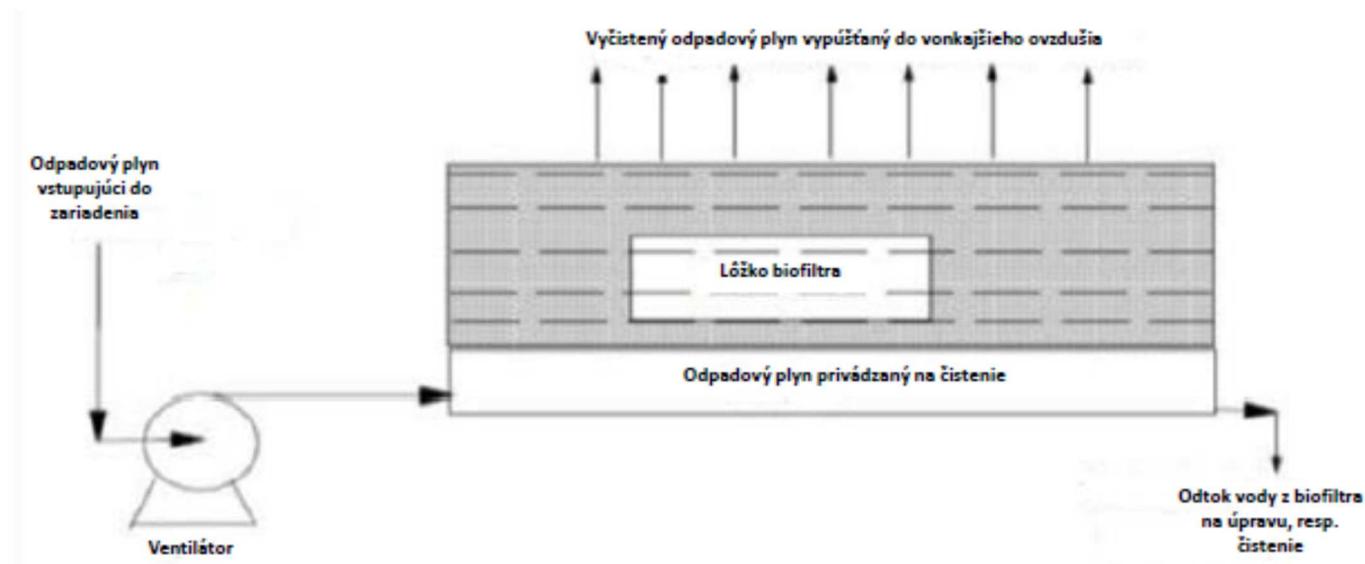 Vyčistený odpadový plyn vypúšťaný do vonkajšieho ovzdušia
Odpadový plyn
vstupujúci do
zariadenia
Lôžko biofiltra
Odpadový plyn privádzaný na čistenie
Ventilátor
Odtok vody z biofiltra
na úpravu, resp.
čistenie